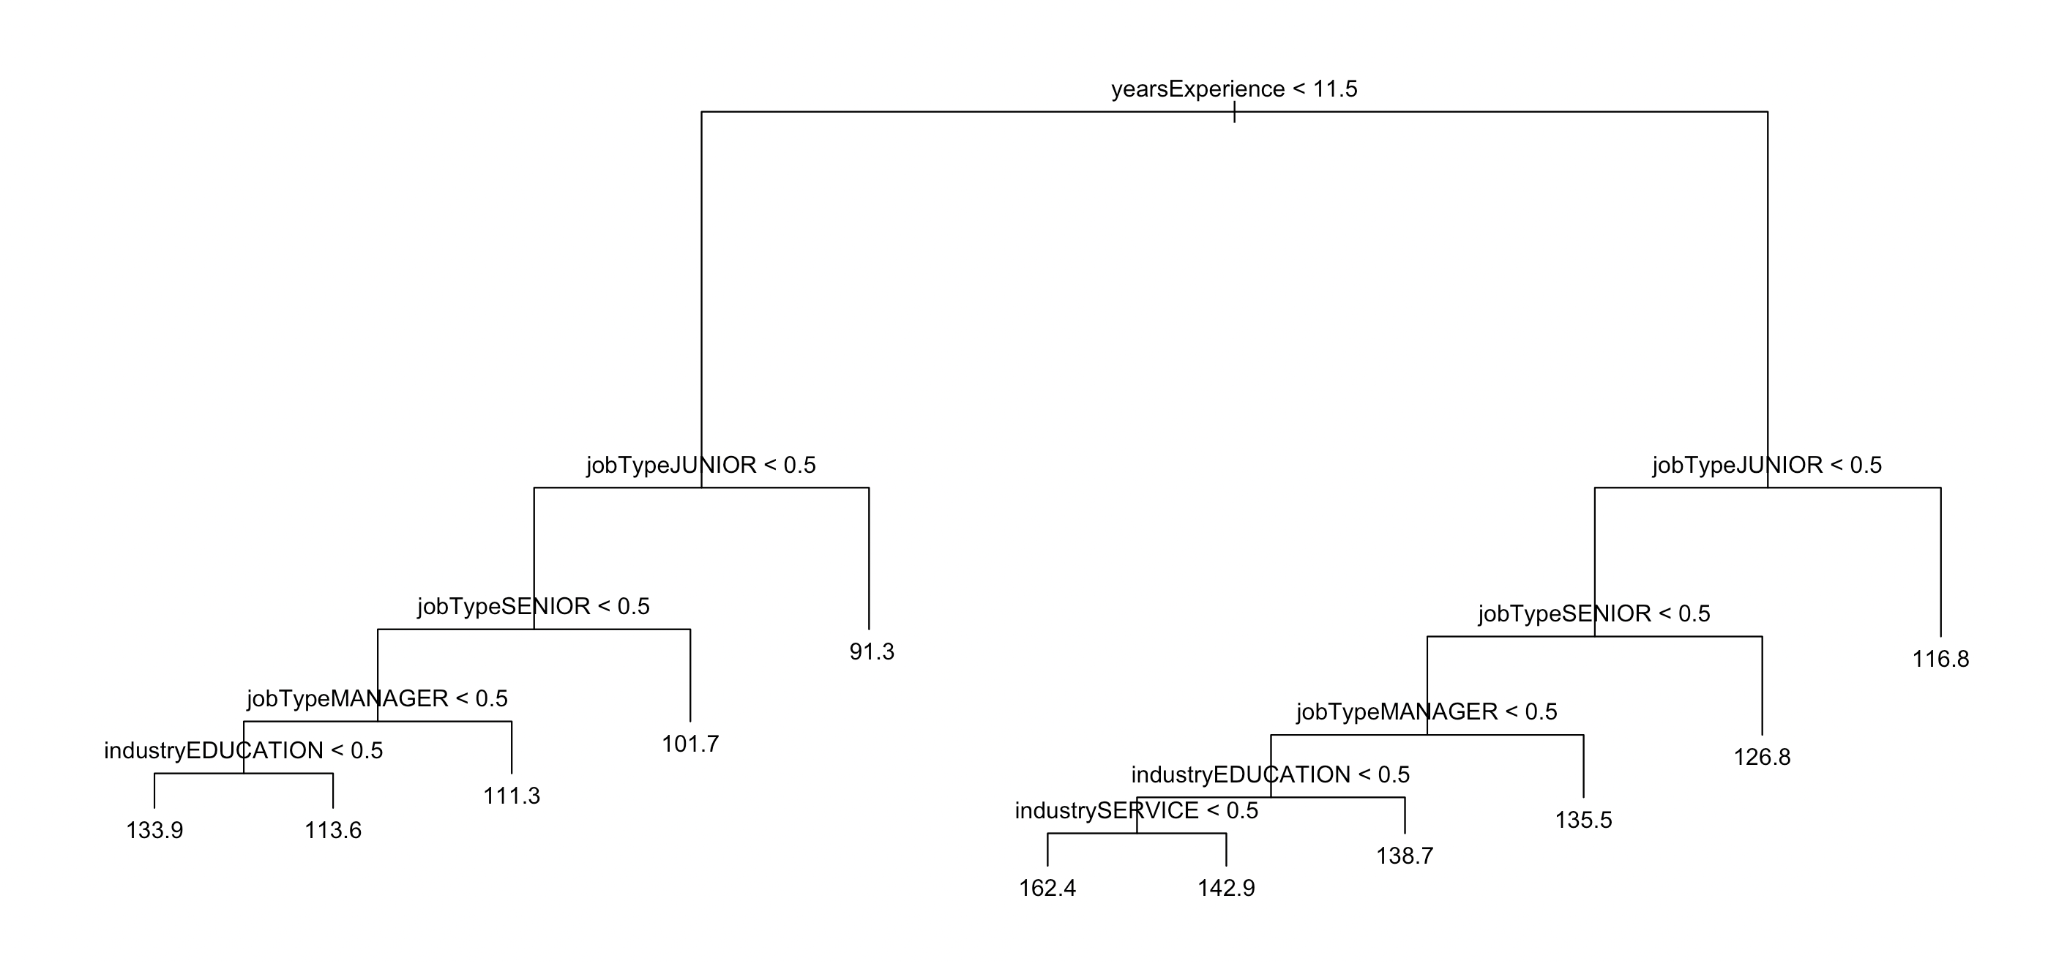 yearsExperience < 11.5
jobTypeJUNIOR < 0.5
jobTypeJUNIOR < 0.5
jobTypeSENIOR < 0.5
jobTypeSENIOR < 0.5
91.3
116.8
jobTypeMANAGER < 0.5
jobTypeMANAGER < 0.5
101.7
126.8
industryEDUCATION < 0.5
industryEDUCATION < 0.5
111.3
industrySERVICE < 0.5
135.5
133.9
113.6
138.7
162.4
142.9